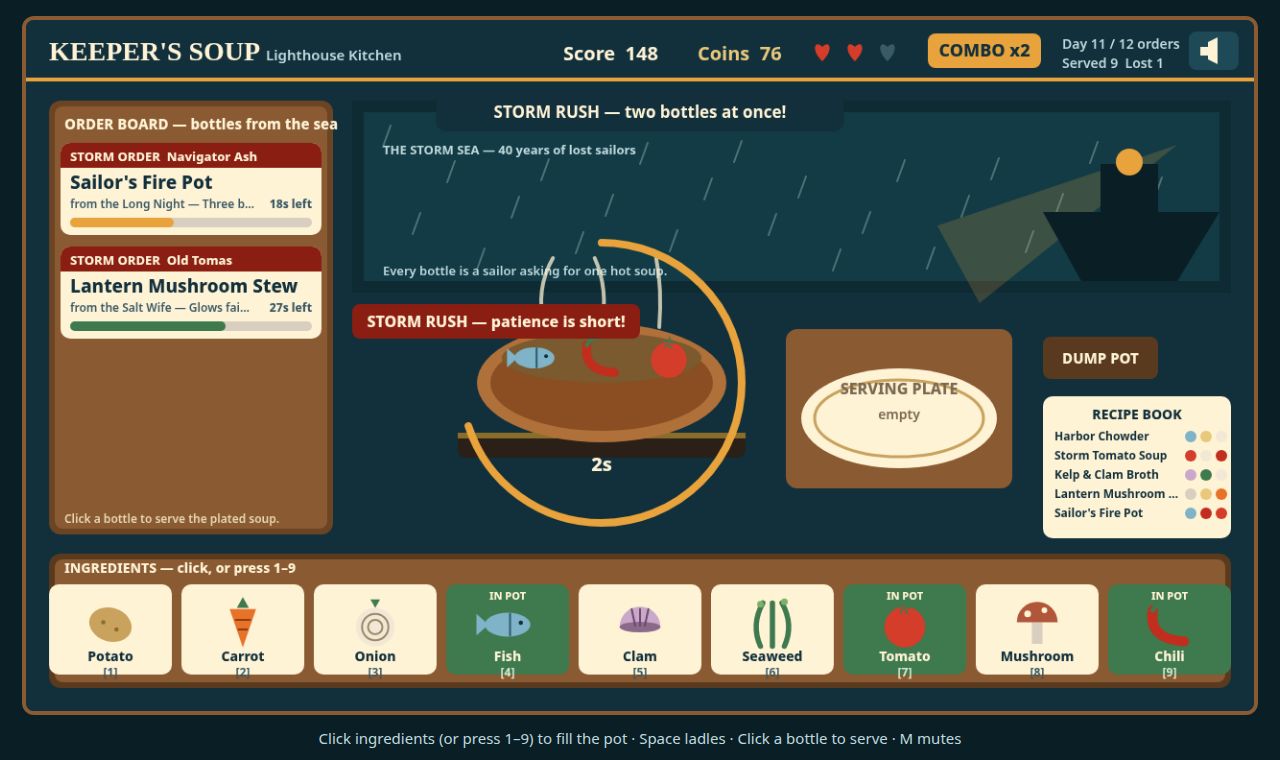 KEEPER'S SOUP Lighthouse Kitchen
Score 148
Coins 76
COMBO x2
Day 11 / 12 orders
Served 9 Lost 1
ORDER BOARD — bottles from the sea
STORM ORDER Navigator Ash
Sailor's Fire Pot
from the Long Night — Three b...
18s left
STORM ORDER Old Tomas
Lantern Mushroom Stew
from the Salt Wife — Glows fai...
27s left
Click a bottle to serve the plated soup.
STORM RUSH — two bottles at once!
THE STORM SEA — 40 years of lost sailors
Every bottle is a sailor asking for one hot soup.
STORM RUSH — patience is short!
2s
SERVING PLATE
empty
DUMP POT
RECIPE BOOK
Harbor Chowder
Storm Tomato Soup
Kelp & Clam Broth
Lantern Mushroom ...
Sailor's Fire Pot
INGREDIENTS — click, or press 1–9
Potato
[1]
Carrot
[2]
Onion
[3]
IN POT
Fish
[4]
Clam
[5]
Seaweed
[6]
IN POT
Tomato
[7]
Mushroom
[8]
IN POT
Chili
[9]
Click ingredients (or press 1–9) to fill the pot · Space ladles · Click a bottle to serve · M mutes